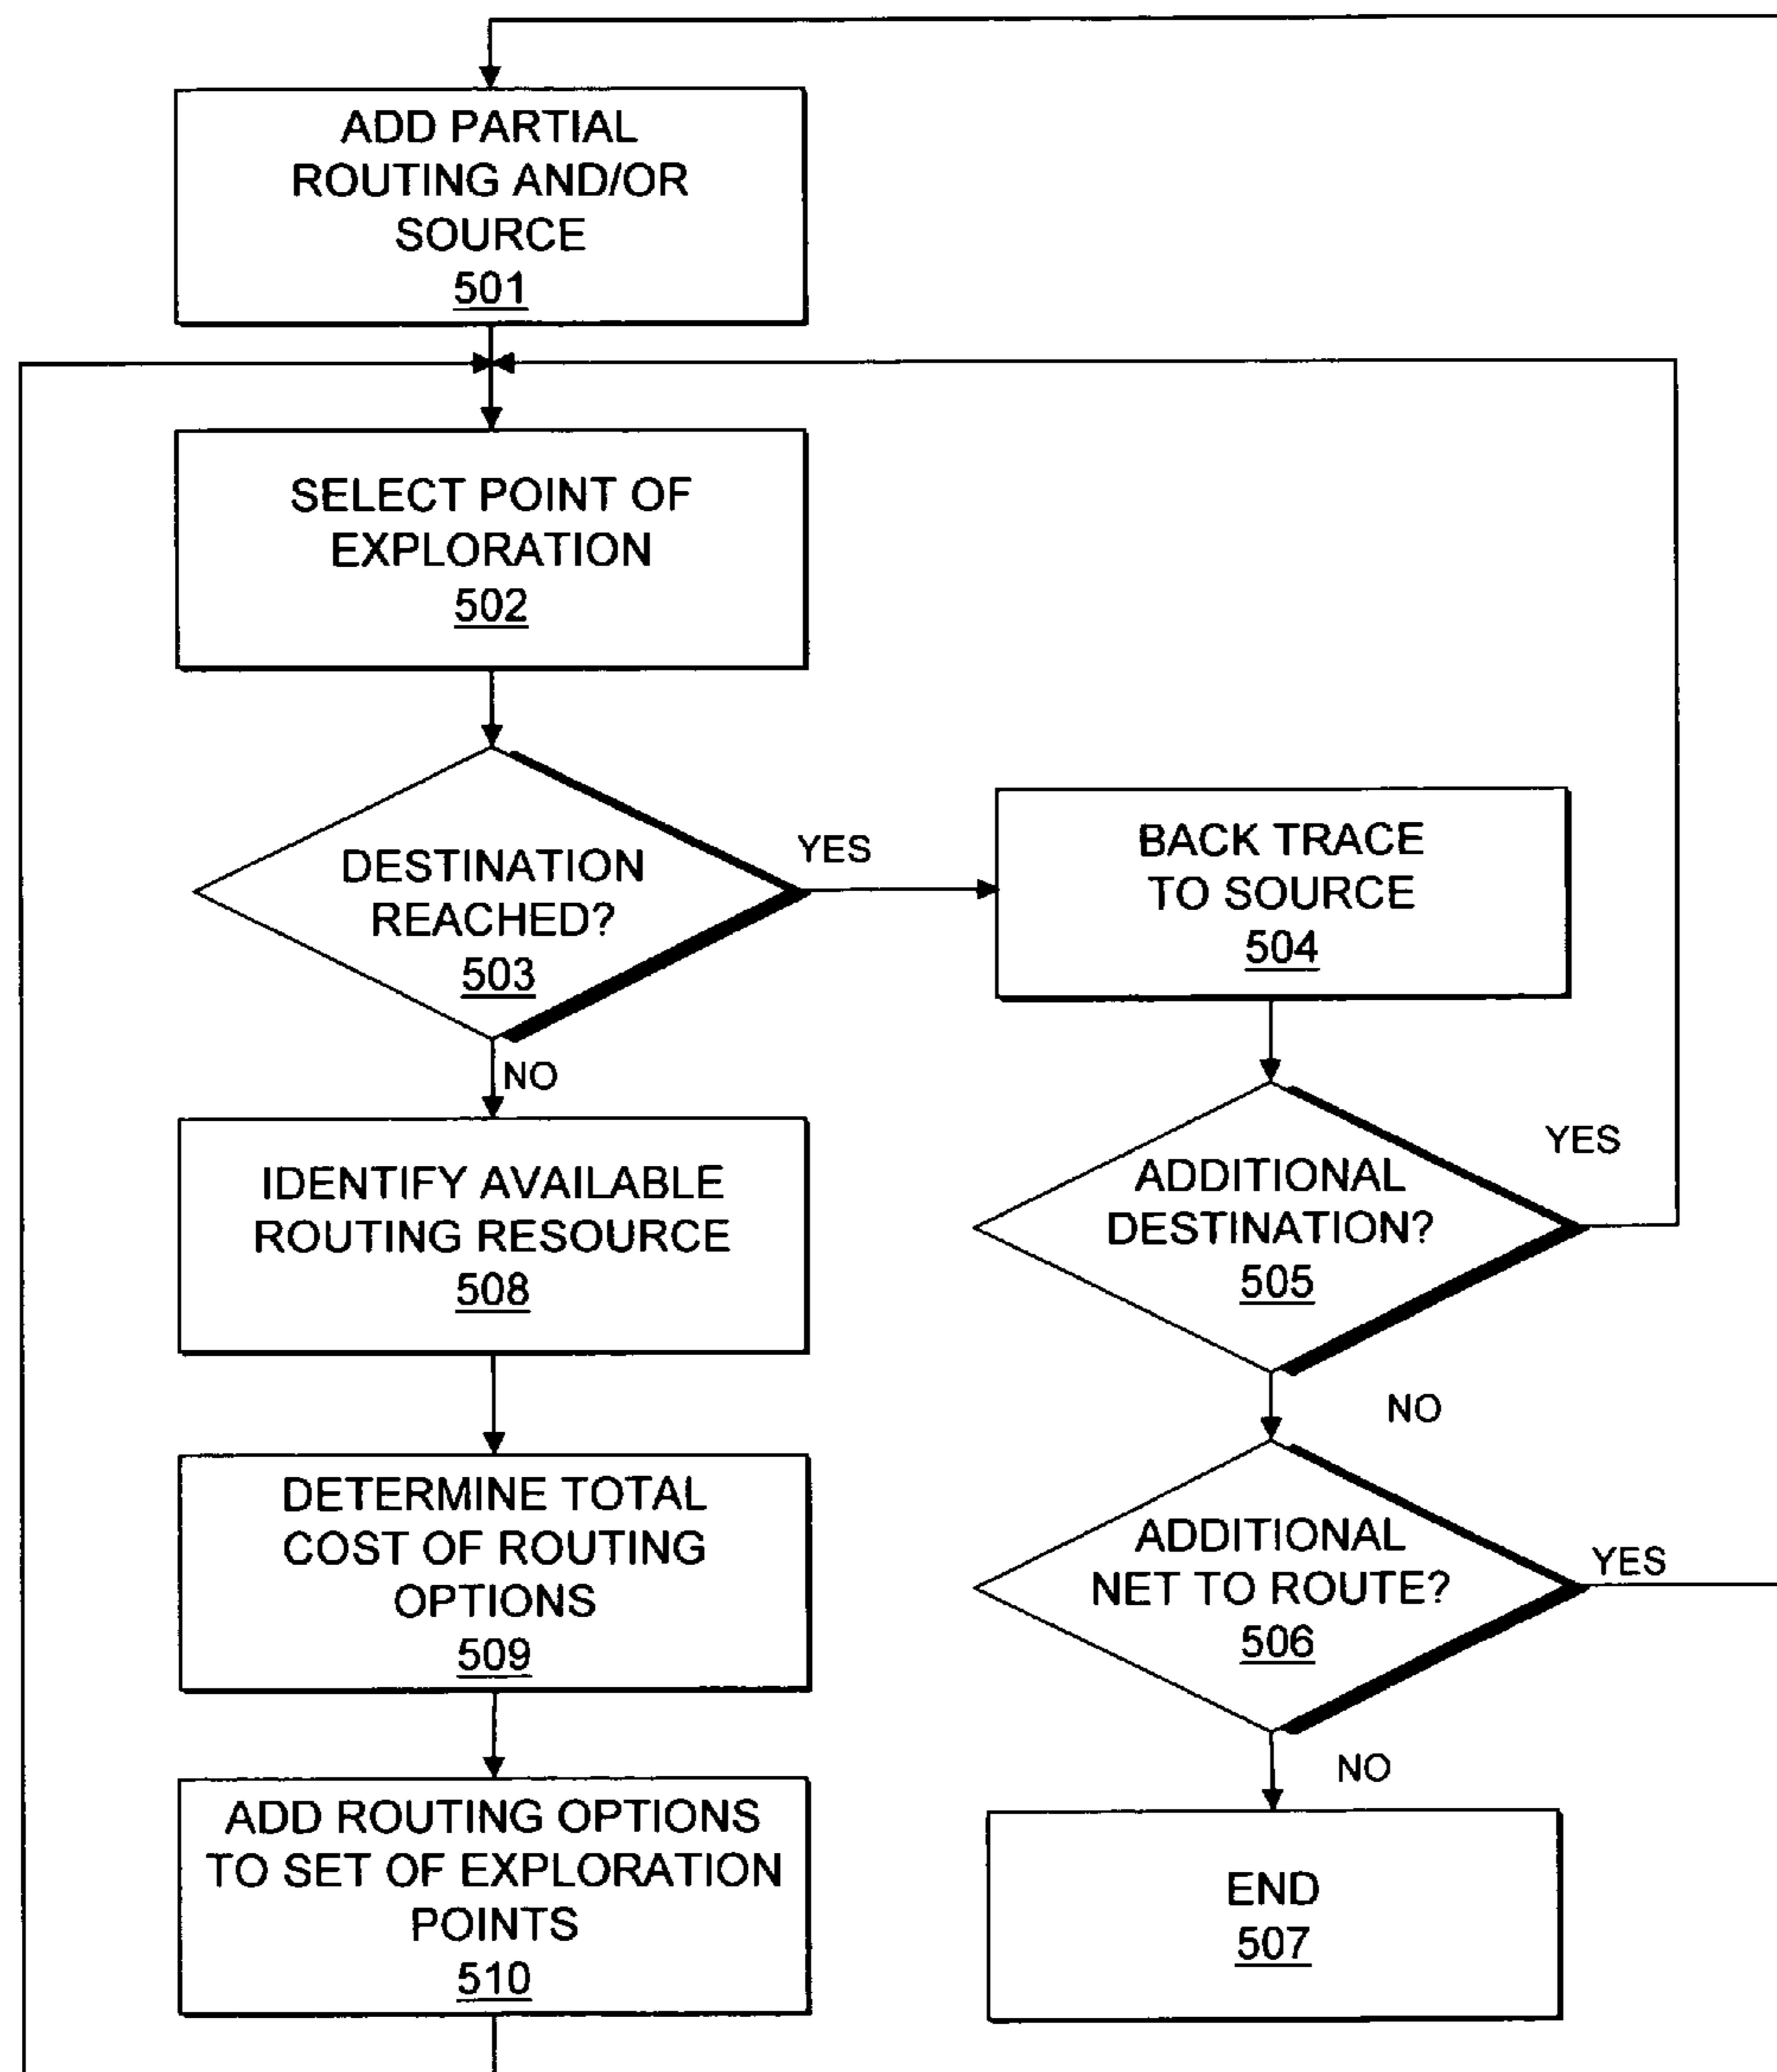 ADD PARTIAL
ROUTING AND/OR
SOURCE
501
SELECT POINT OF
EXPLORATION
502
DESTINATION
REACHED?
503
YES
NO
BACK TRACE
TO SOURCE
504
ADDITIONAL
DESTINATION?
505
YES
NO
ADDITIONAL
NET TO ROUTE?
506
YES
NO
END
507
IDENTIFY AVAILABLE
ROUTING RESOURCE
508
DETERMINE TOTAL
COST OF ROUTING
OPTIONS
509
ADD ROUTING OPTIONS
TO SET OF EXPLORATION
POINTS
510